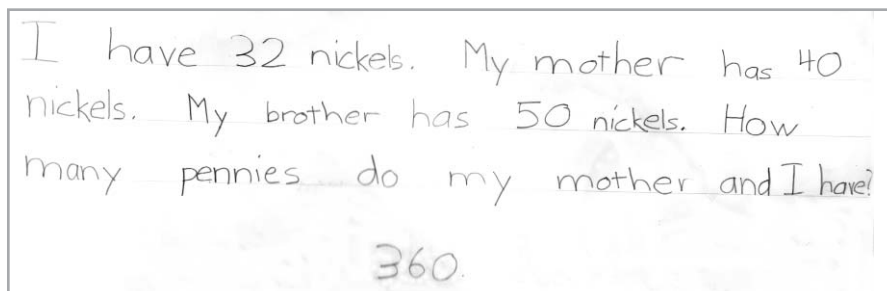 I have 32 nickels. My mother has 40
nickels. My brother has 50 nickels. How
many pennies do my mother and I have?
360.